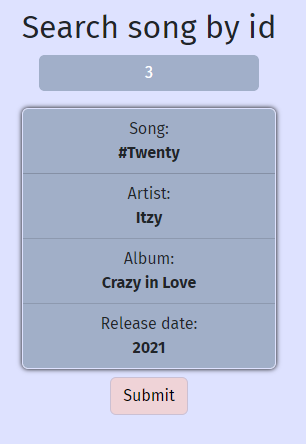 Search song by id
3
Song:
#Twenty
Artist:
Itzy
Album:
Crazy in Love
Release date:
2021
Submit